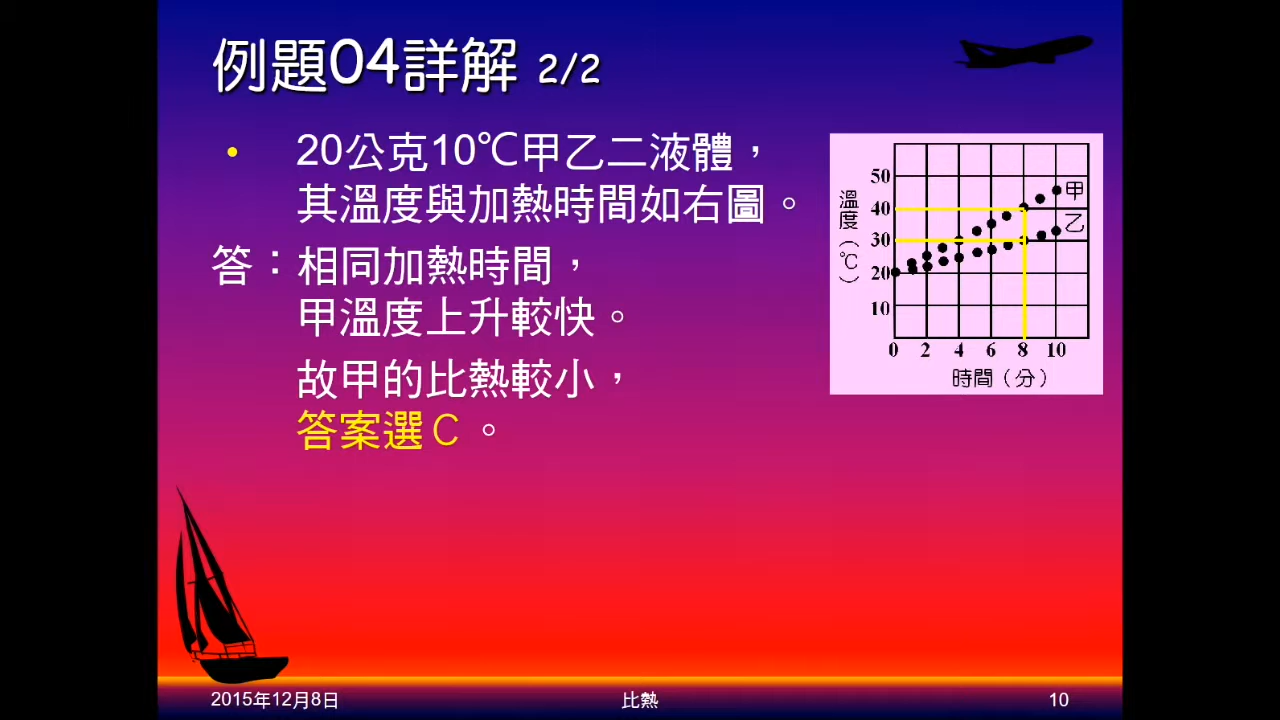 例題04詳解 2/2
• 20公克10℃甲乙二液體，
其溫度與加熱時間如右圖。
答：相同加熱時間，
甲溫度上升較快。
故甲的比熱較小，
答案選C。
溫度（℃）
50
40
30
20
10
甲
乙
0 2 4 6 8 10
時間（分）
2015年12月8日 比熱 10